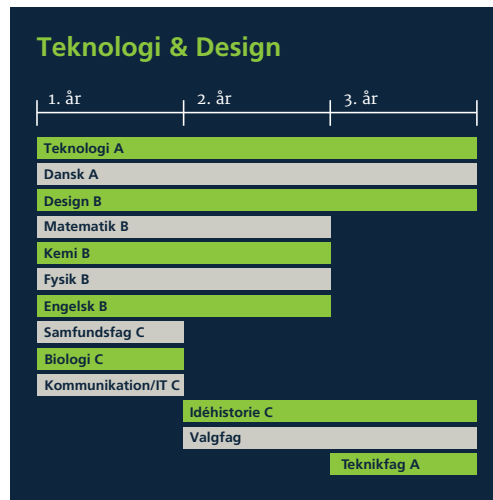 Teknologi & Design
1. år 2. år 3. år
Teknologi A
Dansk A
Design B
Matematik B
Kemi B
Fysik B
Engelsk B
Samfundsfag C
Biologi C
Kommunikation/IT C
Idéhistorie C
Valgfag
Teknikfag A